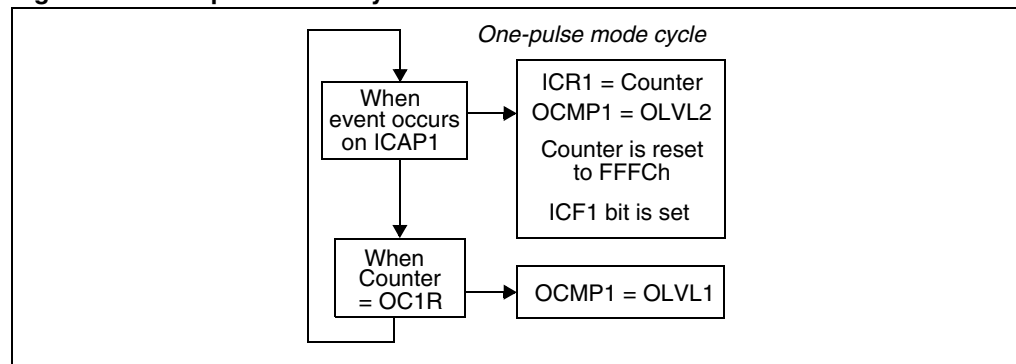 One-pulse mode cycle
When
event occurs
on ICAP1
ICR1 = Counter
OCMP1 = OLVL2
Counter is reset
to FFFCh
ICF1 bit is set
When
Counter
= OC1R
OCMP1 = OLVL1